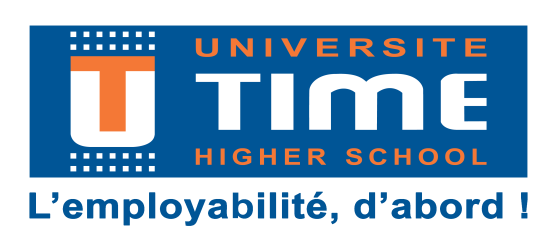 UNIVERSITE
TIME
HIGHER SCHOOL
L'employabilité, d'abord !